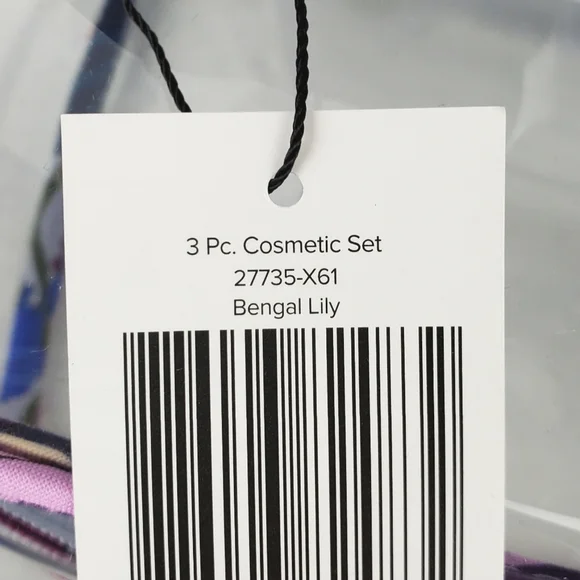 3 Pc. Cosmetic Set
27735-X61
Bengal Lily